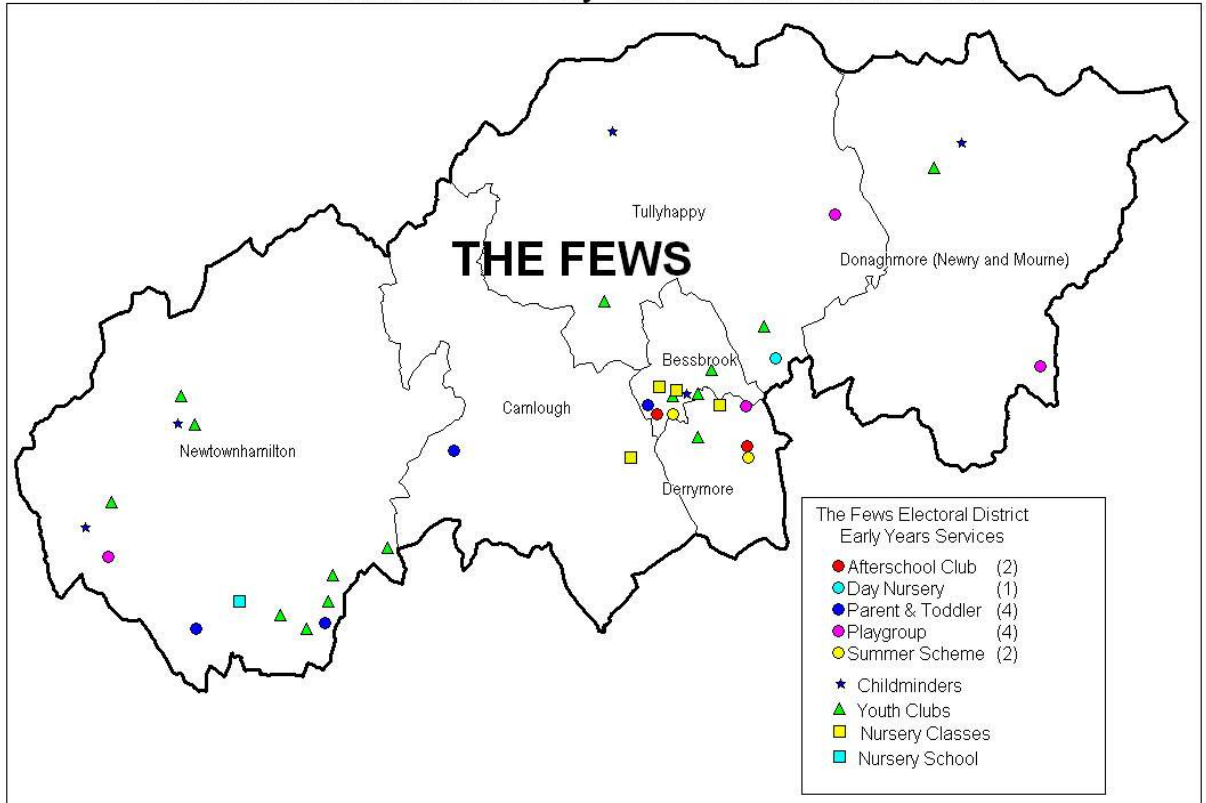 Tullyhappy
THE FEWS
Donaghmore (Newry and Mourne)
Bessbrook
Camlough
Newtownhamilton
Derrymore
The Fews Electoral District
Early Years Services
Afterschool Club (2)
Day Nursery (1)
Parent & Toddler (4)
Playgroup (4)
Summer Scheme (2)
Childminders
Youth Clubs
Nursery Classes
Nursery School